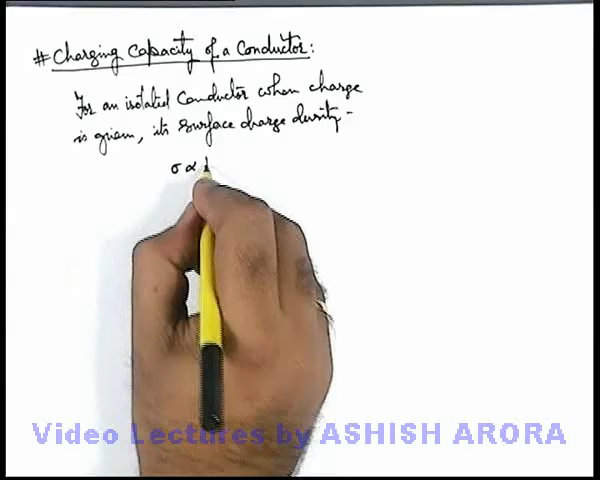 # Charging Capacity of a Conductor:
For an isolated Conductor when charge
is given, its surface charge density -
σ ∝
Video Lectures by ASHISH ARORA